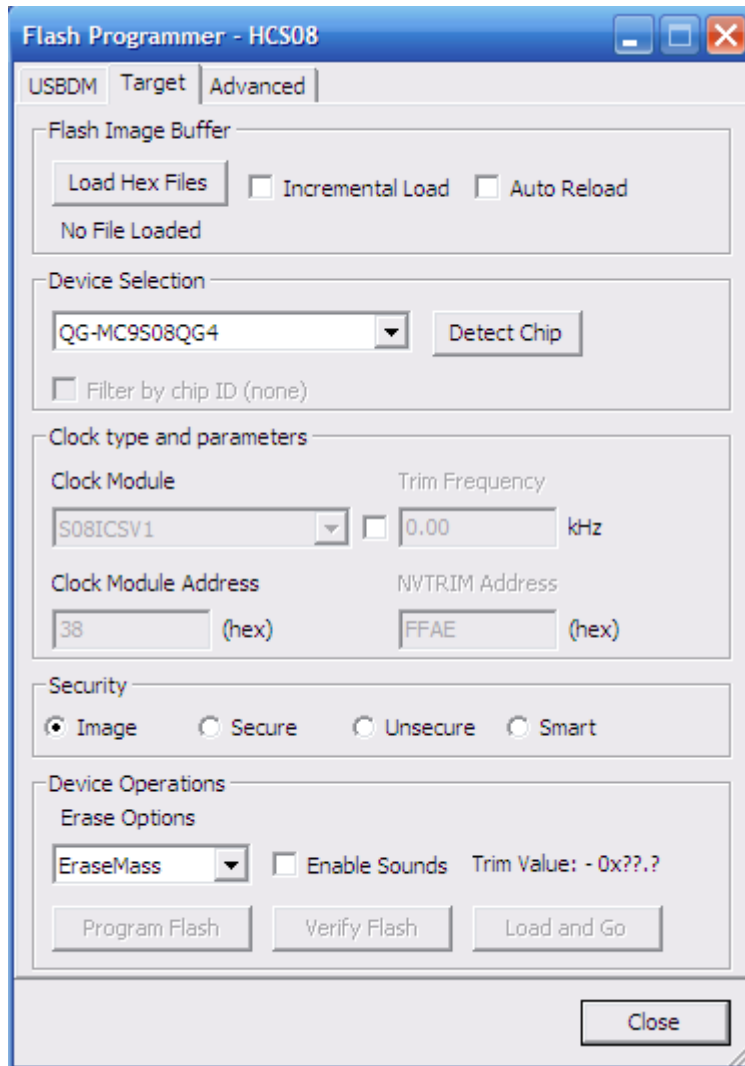 Flash Programmer - HCS08
USBDM Target Advanced
Flash Image Buffer
Load Hex Files Incremental Load Auto Reload
No File Loaded
Device Selection
QG-MC9S08QG4 Detect Chip
Filter by chip ID (none)
Clock type and parameters
Clock Module Trim Frequency
S08ICSV1 0.00 kHz
Clock Module Address NVTRIM Address
38 (hex) FFAE (hex)
Security
Image Secure Unsecure Smart
Device Operations
Erase Options
EraseMass Enable Sounds Trim Value: - 0x??.?
Program Flash Verify Flash Load and Go
Close